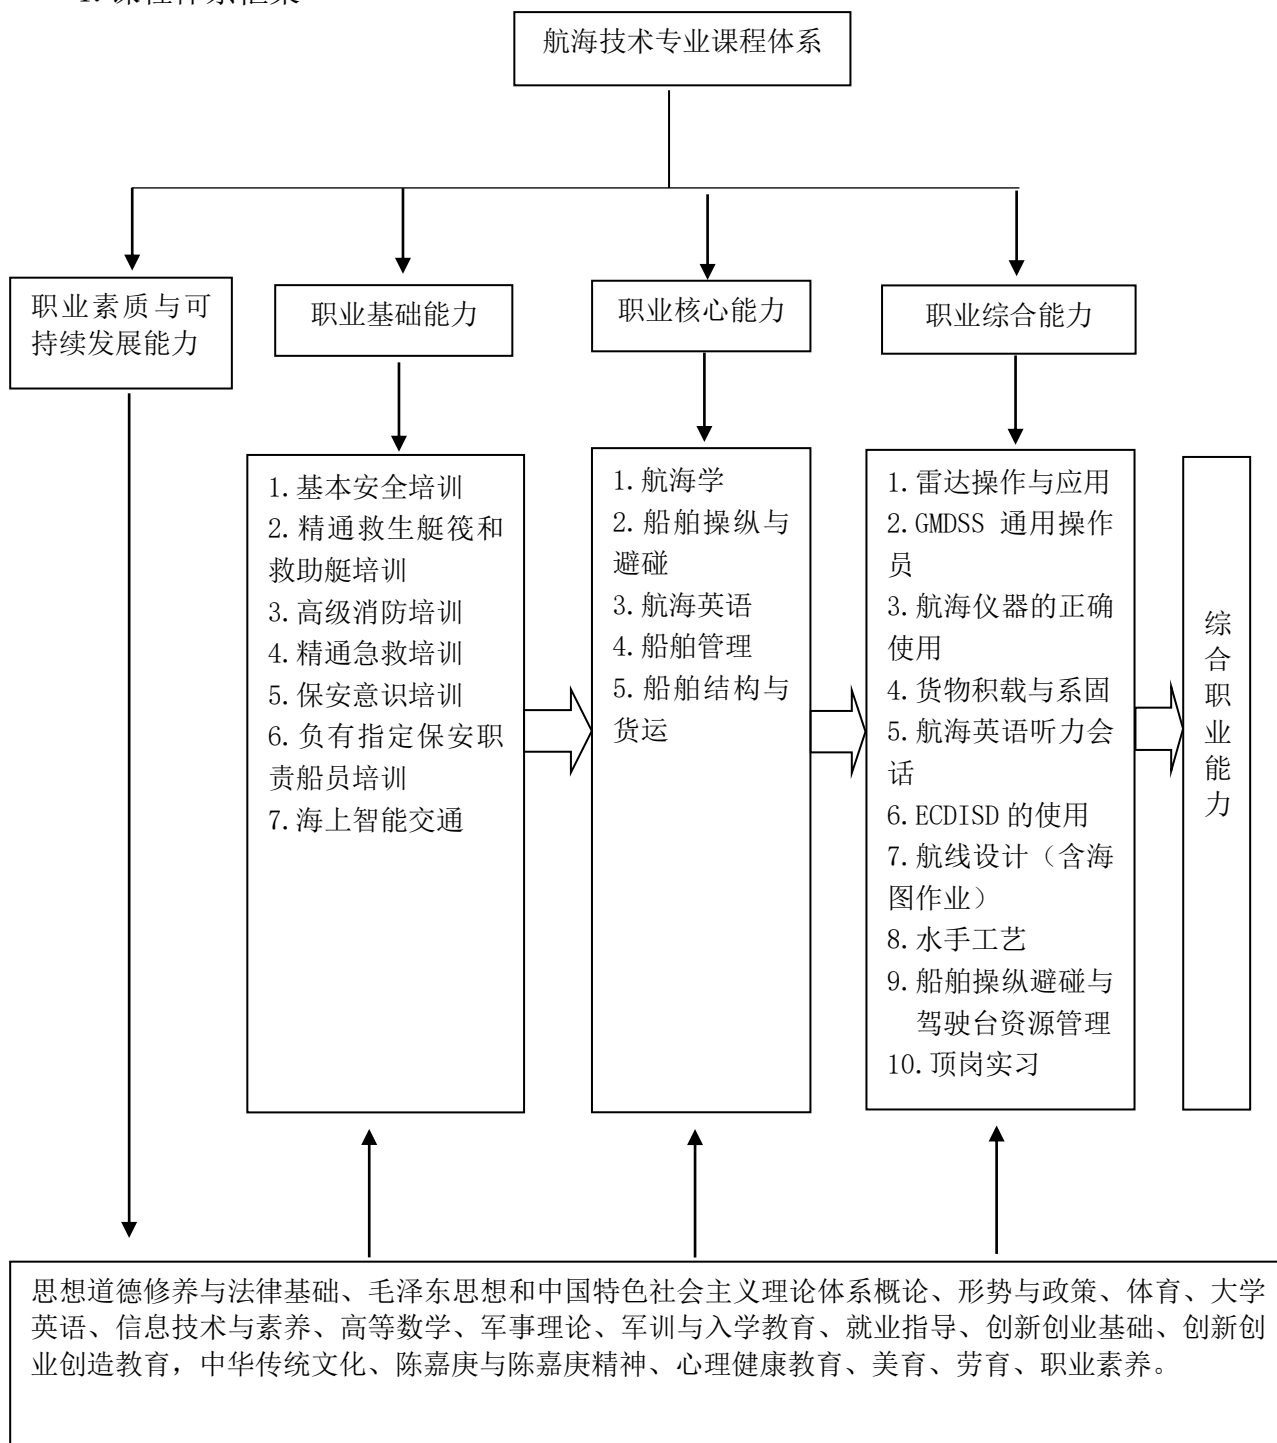 1. 课程体系框架
航海技术专业课程体系
职业素质与可
持续发展能力
职业基础能力
职业核心能力
职业综合能力
1.基本安全培训
2.精通救生艇筏和
救助艇培训
3.高级消防培训
4.精通急救培训
5.保安意识培训
6.负有指定保安职
责船员培训
7.海上智能交通
1.航海学
2.船舶操纵与
避碰
3.航海英语
4.船舶管理
5.船舶结构与
货运
1.雷达操作与应用
2.GMDSS 通用操作
员
3.航海仪器的正确
使用
4.货物积载与系固
5.航海英语听力会
话
6.ECDISD 的使用
7.航线设计（含海
图作业）
8.水手工艺
9.船舶操纵避碰与
驾驶台资源管理
10.顶岗实习
综合职业能力
思想道德修养与法律基础、毛泽东思想和中国特色社会主义理论体系概论、形势与政策、体育、大学
英语、信息技术与素养、高等数学、军事理论、军训与入学教育、就业指导、创新创业基础、创新创
业创造教育，中华传统文化、陈嘉庚与陈嘉庚精神、心理健康教育、美育、劳育、职业素养。